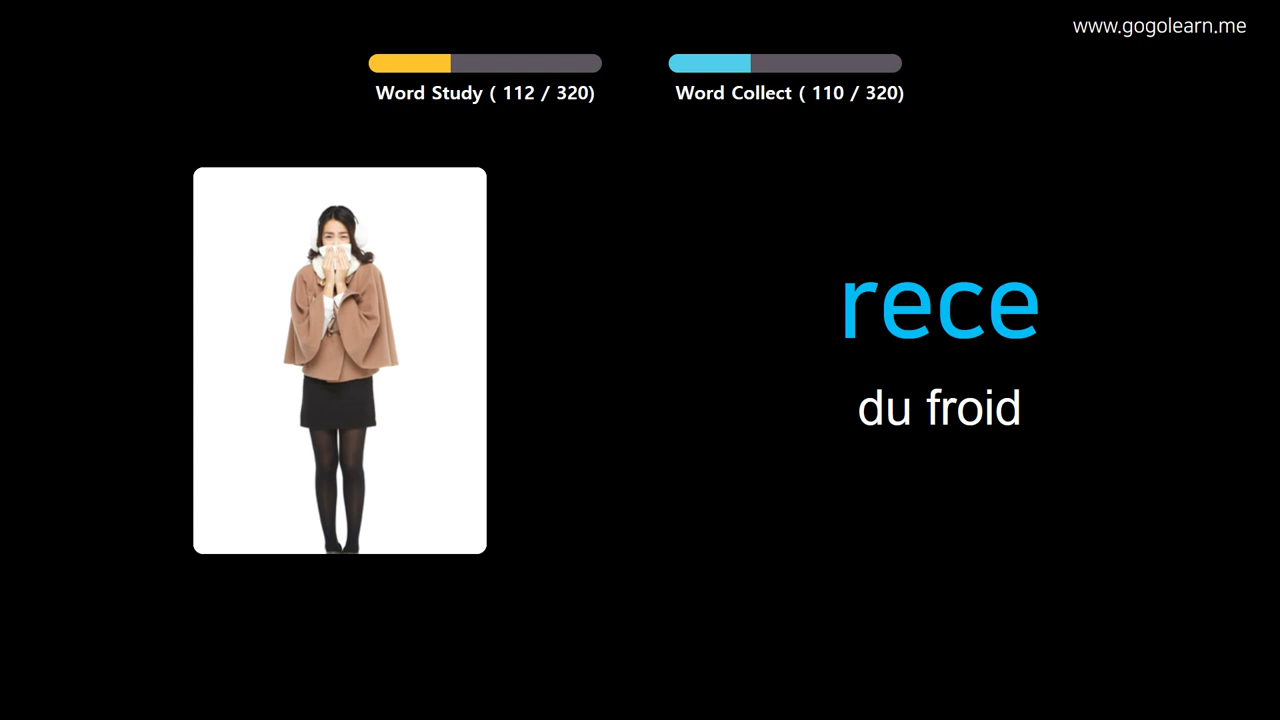 www.gogolearn.me
Word Study ( 112 / 320)
Word Collect ( 110 / 320)
rece
du froid